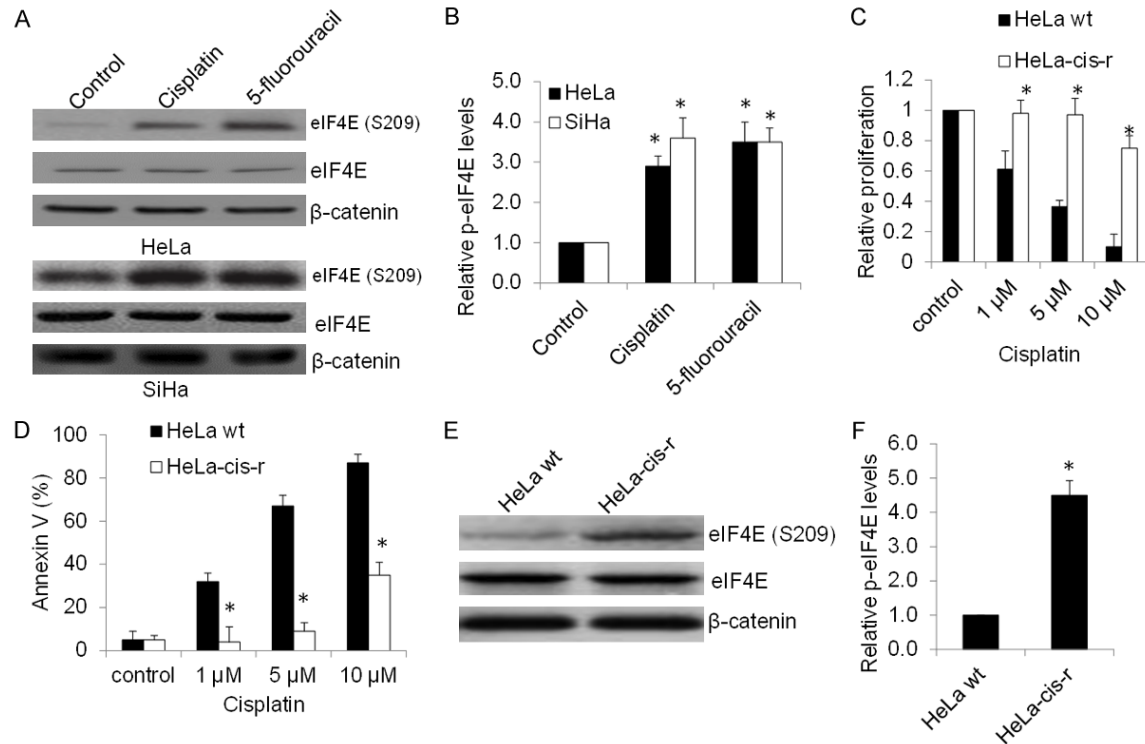 A
Control
Cisplatin
5-fluorouracil
eIF4E (S209)
eIF4E
β-catenin
HeLa
eIF4E (S209)
eIF4E
β-catenin
SiHa
B
Relative p-eIF4E levels
5.0
4.0
3.0
2.0
1.0
0.0
HeLa
SiHa
*
*
*
*
Control
Cisplatin
5-fluorouracil
C
HeLa wt
HeLa-cis-r
Relative proliferation
1.2
1
0.8
0.6
0.4
0.2
0
*
*
*
control
1 μM
5 μM
10 μM
Cisplatin
D
HeLa wt
HeLa-cis-r
Annexin V (%)
100
80
60
40
20
0
*
*
*
control
1 μM
5 μM
10 μM
Cisplatin
E
HeLa wt
HeLa-cis-r
eIF4E (S209)
eIF4E
β-catenin
F
Relative p-eIF4E levels
6.0
5.0
4.0
3.0
2.0
1.0
0.0
*
HeLa wt
HeLa-cis-r